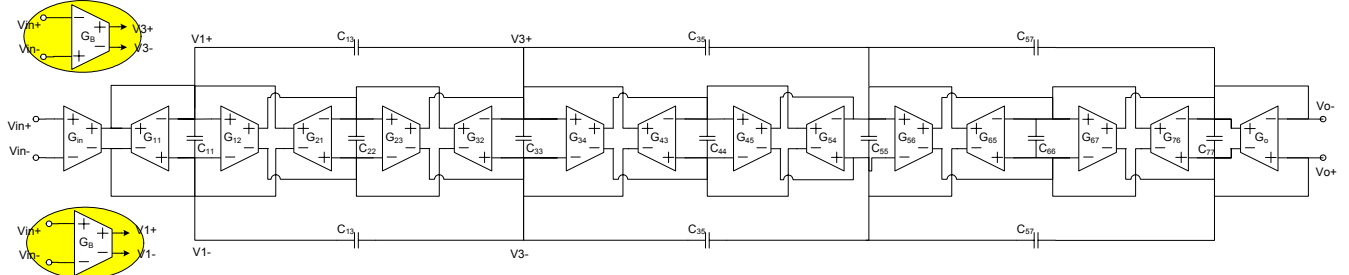 Vin+ G_B V3+
Vin- V3-
V1+ C13 V3+ C35 C57
Vin+ Gin G11 C11 G12 G21 C22 G23 G32 C33 G34 G43 C44 G45 G54 C55 G56 G65 C66 G67 G76 C77 Go Vo-
Vin- Vo+
Vin+ G_B V1+
Vin- V1-
V1- C13 V3- C35 C57